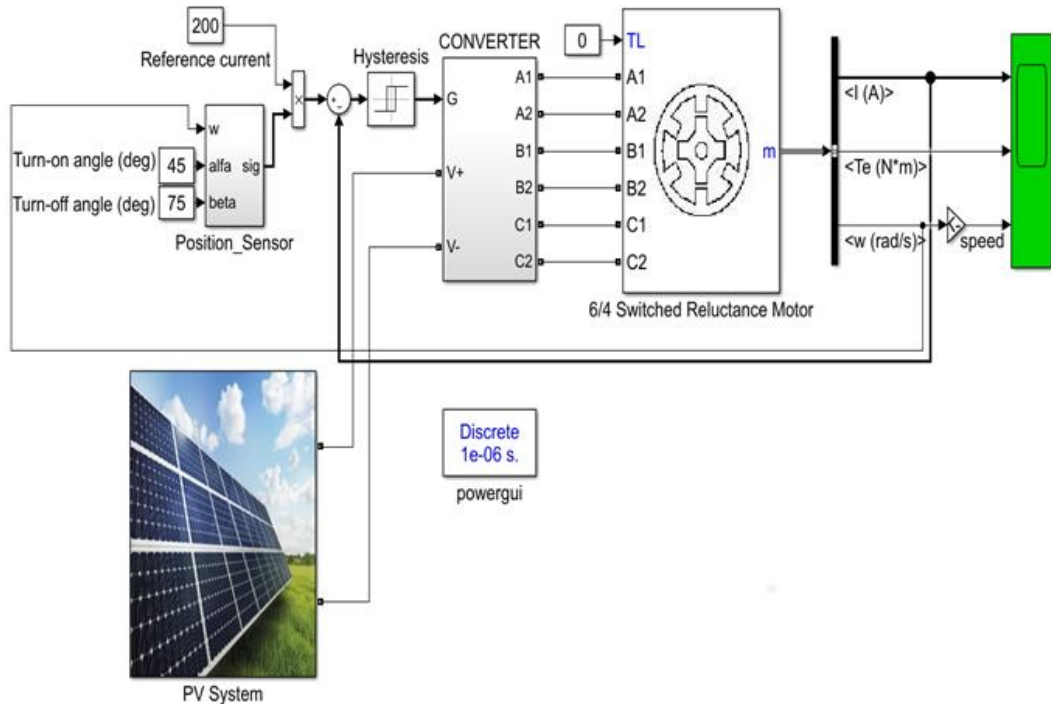 200
Reference current
×
+
-
Hysteresis
CONVERTER
G
V+
V-
A1
A2
B1
B2
C1
C2
0
TL
A1
A2
B1
B2
C1
C2
m
6/4 Switched Reluctance Motor
<I (A)>
<Te (N*m)>
<w (rad/s)>
speed
Turn-on angle (deg)
45
Turn-off angle (deg)
75
w
alfa
beta
sig
Position_Sensor
Discrete
1e-06 s.
powergui
PV System